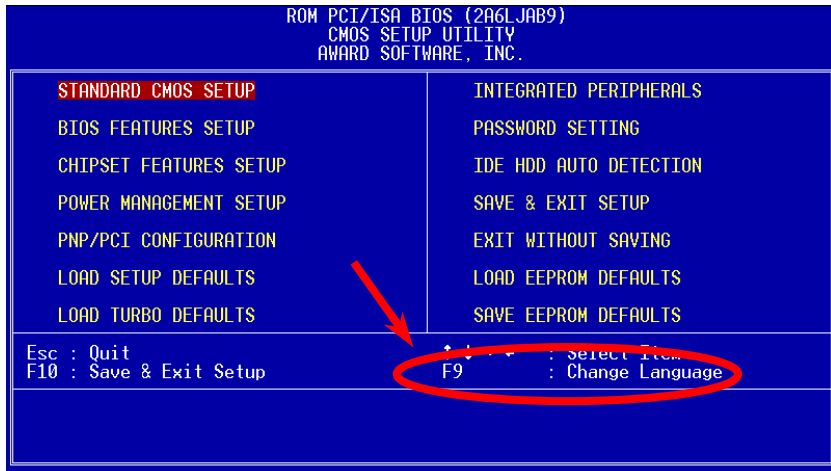 ROM PCI/ISA BIOS (2A6LJAB9)
CMOS SETUP UTILITY
AWARD SOFTWARE, INC.
STANDARD CMOS SETUP
BIOS FEATURES SETUP
CHIPSET FEATURES SETUP
POWER MANAGEMENT SETUP
PNP/PCI CONFIGURATION
LOAD SETUP DEFAULTS
LOAD TURBO DEFAULTS
INTEGRATED PERIPHERALS
PASSWORD SETTING
IDE HDD AUTO DETECTION
SAVE & EXIT SETUP
EXIT WITHOUT SAVING
LOAD EEPROM DEFAULTS
SAVE EEPROM DEFAULTS
Esc : Quit
F10 : Save & Exit Setup
↑ ↓ → ← : Select Item
F9 : Change Language